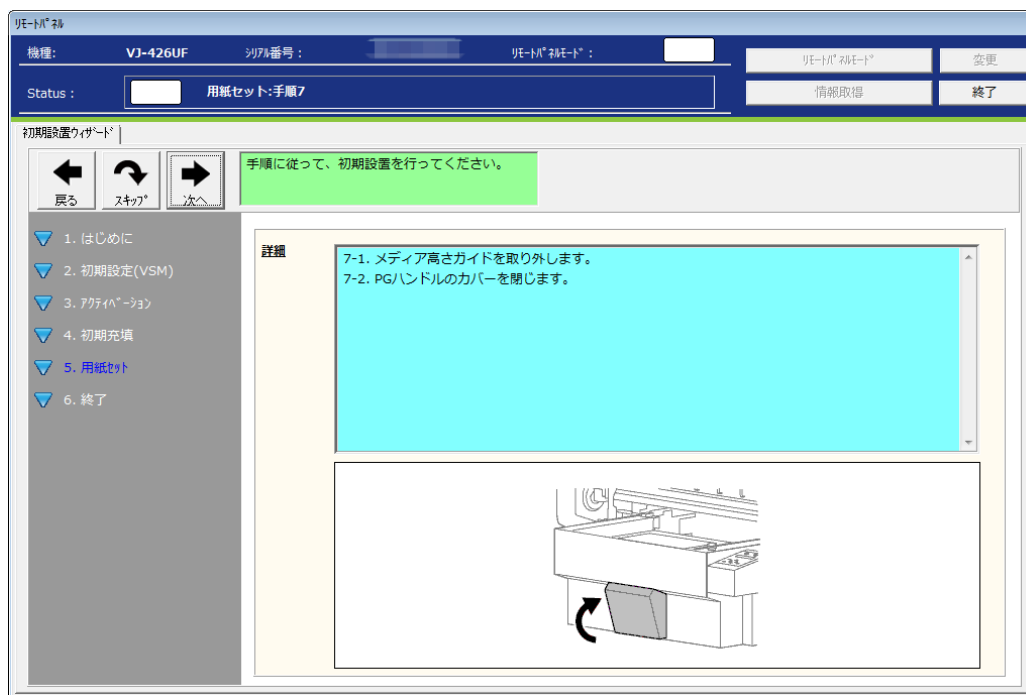 ﾘﾓｰﾄﾊﾟﾈﾙ
機種: VJ-426UF ｼﾘｱﾙ番号： ﾘﾓｰﾄﾊﾟﾈﾙﾓｰﾄﾞ： ﾘﾓｰﾄﾊﾟﾈﾙﾓｰﾄﾞ 変更
Status： 用紙セット:手順7 情報取得 終了
初期設置ｳｨｻﾞｰﾄﾞ
戻る ｽｷｯﾌﾟ 次へ
手順に従って、初期設置を行ってください。
1. はじめに
2. 初期設定(VSM)
3. ｱｸﾃｨﾍﾞｰｼｮﾝ
4. 初期充填
5. 用紙ｾｯﾄ
6. 終了
詳細
7-1. メディア高さガイドを取り外します。
7-2. PGハンドルのカバーを閉じます。